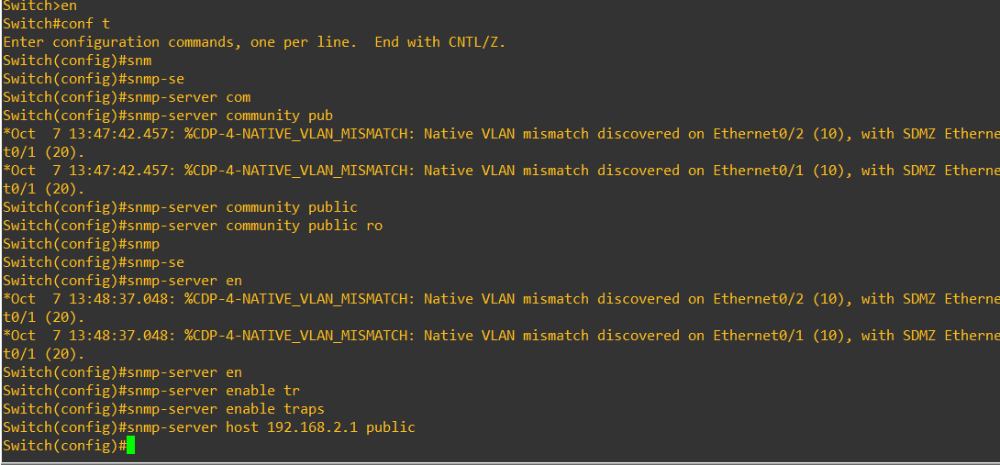 Switch>en
Switch#conf t
Enter configuration commands, one per line.  End with CNTL/Z.
Switch(config)#snm
Switch(config)#snmp-se
Switch(config)#snmp-server com
Switch(config)#snmp-server community pub
*Oct  7 13:47:42.457: %CDP-4-NATIVE_VLAN_MISMATCH: Native VLAN mismatch discovered on Ethernet0/2 (10), with SDMZ Etherne
t0/1 (20).
*Oct  7 13:47:42.457: %CDP-4-NATIVE_VLAN_MISMATCH: Native VLAN mismatch discovered on Ethernet0/1 (10), with SDMZ Etherne
t0/1 (20).
Switch(config)#snmp-server community public
Switch(config)#snmp-server community public ro
Switch(config)#snmp
Switch(config)#snmp-se
Switch(config)#snmp-server en
*Oct  7 13:48:37.048: %CDP-4-NATIVE_VLAN_MISMATCH: Native VLAN mismatch discovered on Ethernet0/2 (10), with SDMZ Etherne
t0/1 (20).
*Oct  7 13:48:37.048: %CDP-4-NATIVE_VLAN_MISMATCH: Native VLAN mismatch discovered on Ethernet0/1 (10), with SDMZ Etherne
t0/1 (20).
Switch(config)#snmp-server en
Switch(config)#snmp-server enable tr
Switch(config)#snmp-server enable traps
Switch(config)#snmp-server host 192.168.2.1 public
Switch(config)#